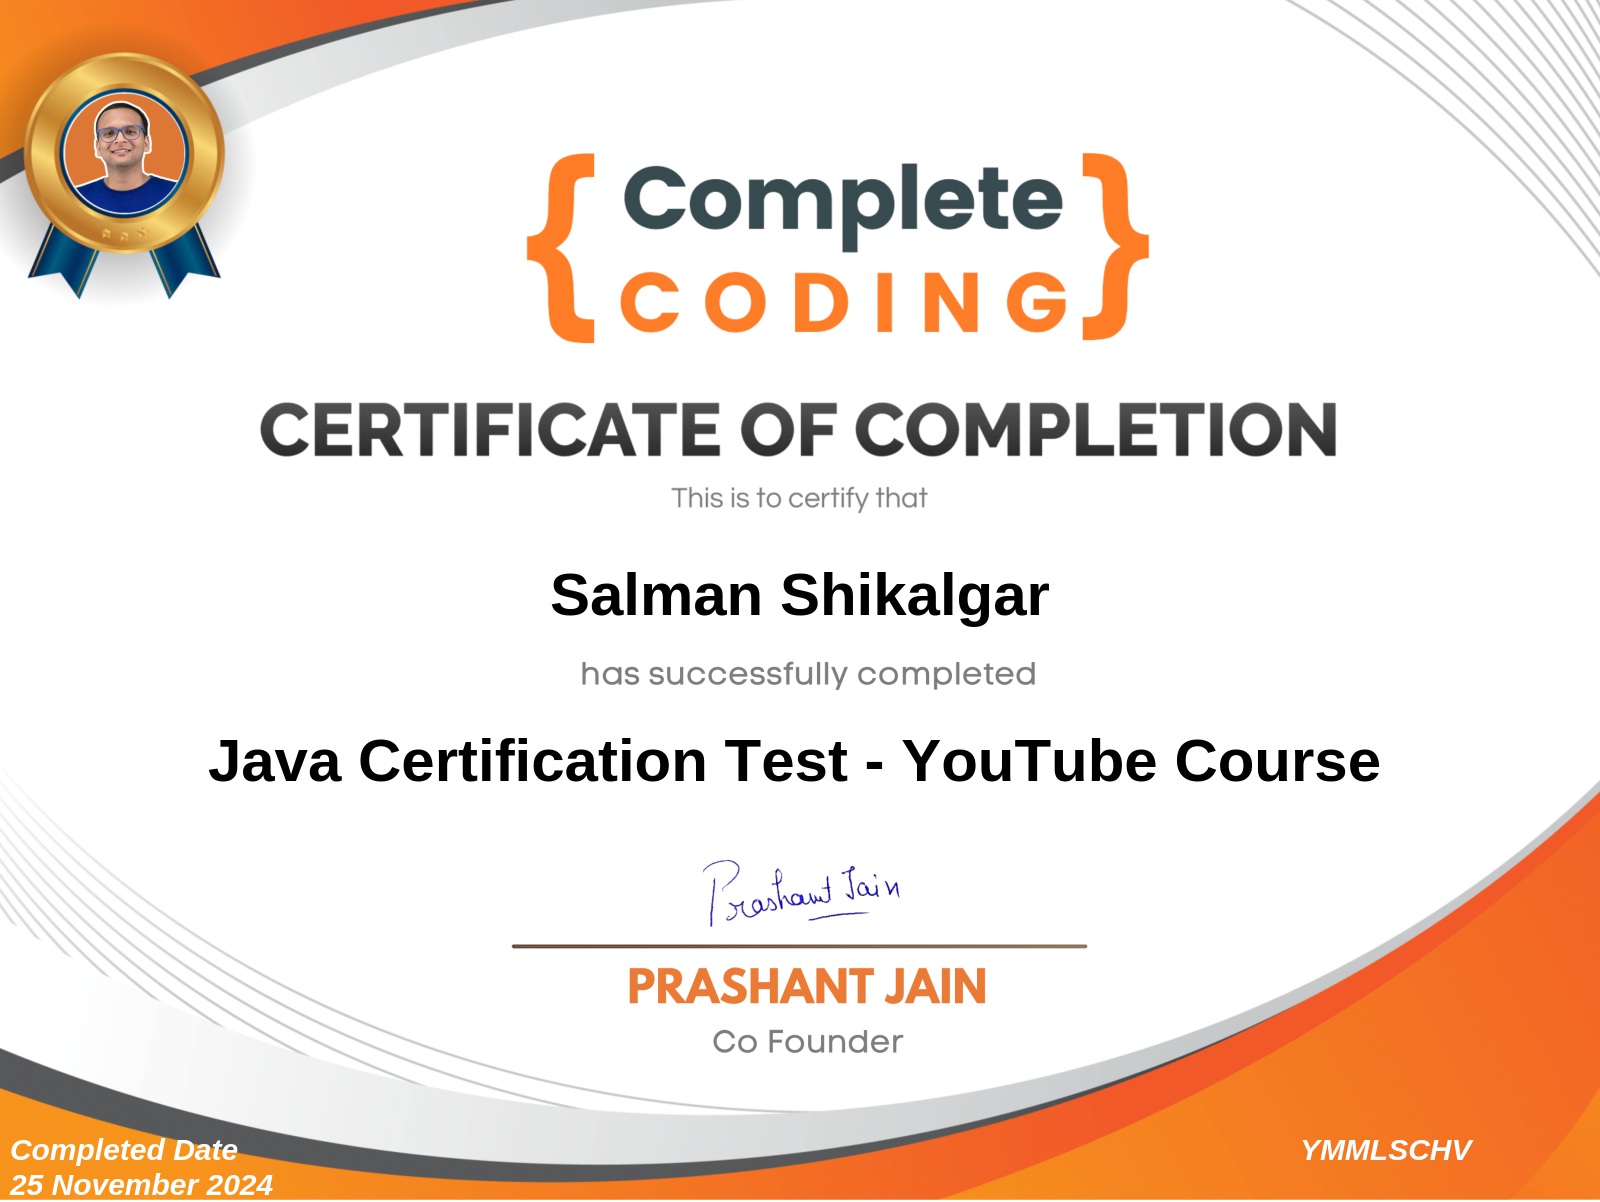 Complete
CODING
CERTIFICATE OF COMPLETION
This is to certify that
Salman Shikalgar
has successfully completed
Java Certification Test - YouTube Course
Prashant Jain
PRASHANT JAIN
Co Founder
Completed Date
25 November 2024
YMMLSCHV